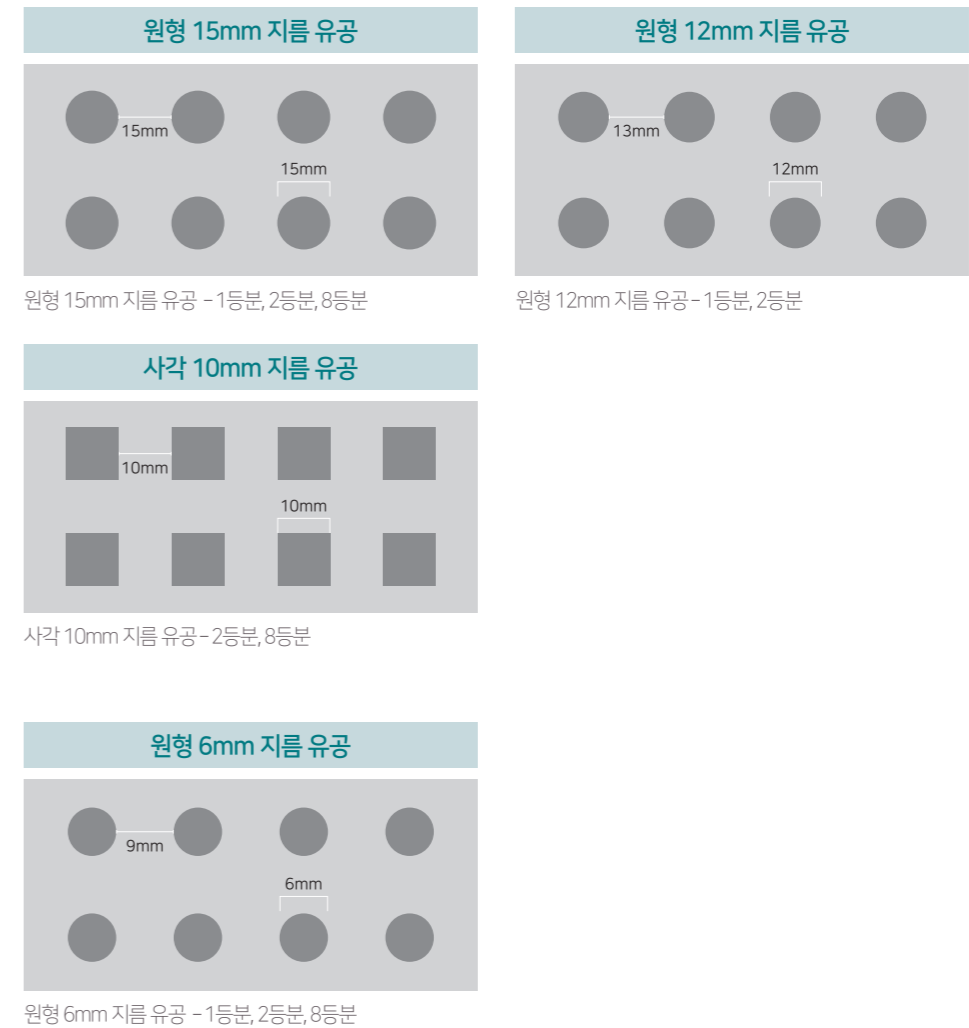 원형 15mm 지름 유공
15mm
15mm
원형 15mm 지름 유공 - 1등분, 2등분, 8등분
원형 12mm 지름 유공
13mm
12mm
원형 12mm 지름 유공 - 1등분, 2등분
사각 10mm 지름 유공
10mm
10mm
사각 10mm 지름 유공 - 2등분, 8등분
원형 6mm 지름 유공
9mm
6mm
원형 6mm 지름 유공 - 1등분, 2등분, 8등분